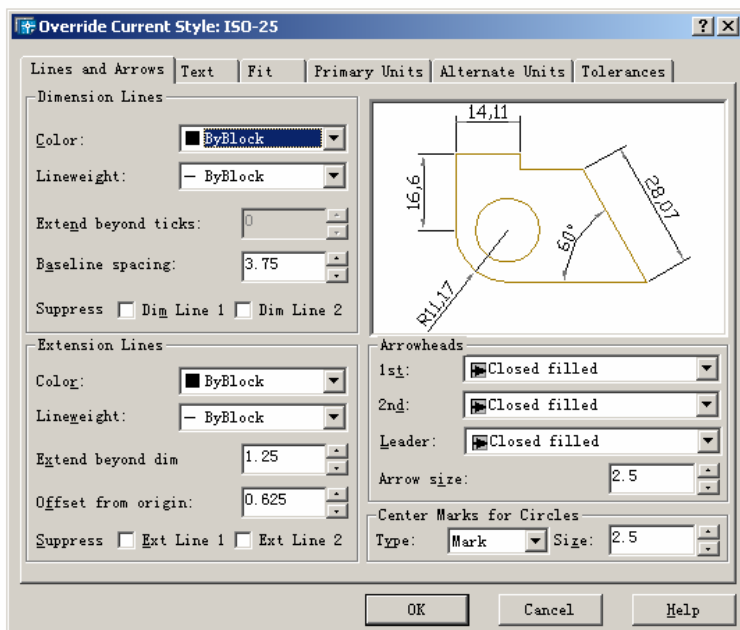 Override Current Style: ISO-25
Lines and Arrows Text Fit Primary Units Alternate Units Tolerances
Dimension Lines
Color: ByBlock
Lineweight: ByBlock
Extend beyond ticks: 0
Baseline spacing: 3.75
Suppress Dim Line 1 Dim Line 2
14,11
16,6
28,07
60°
R11,17
Extension Lines
Color: ByBlock
Lineweight: ByBlock
Extend beyond dim 1.25
Offset from origin: 0.625
Suppress Ext Line 1 Ext Line 2
Arrowheads
1st: Closed filled
2nd: Closed filled
Leader: Closed filled
Arrow size: 2.5
Center Marks for Circles
Type: Mark Size: 2.5
OK Cancel Help